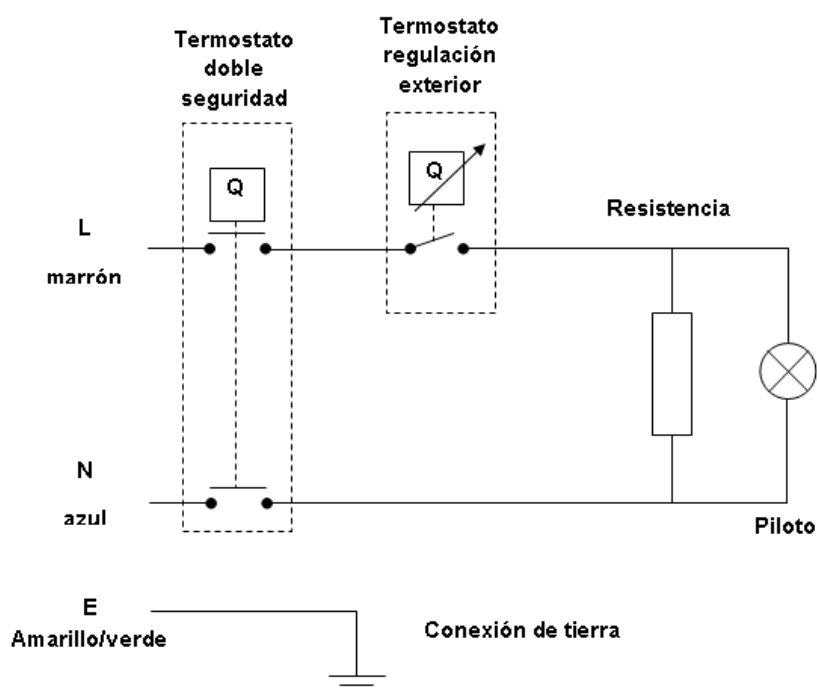 Termostato
doble
seguridad
Termostato
regulación
exterior
Q
Q
Resistencia
L
marrón
N
azul
Piloto
E
Amarillo/verde
Conexión de tierra